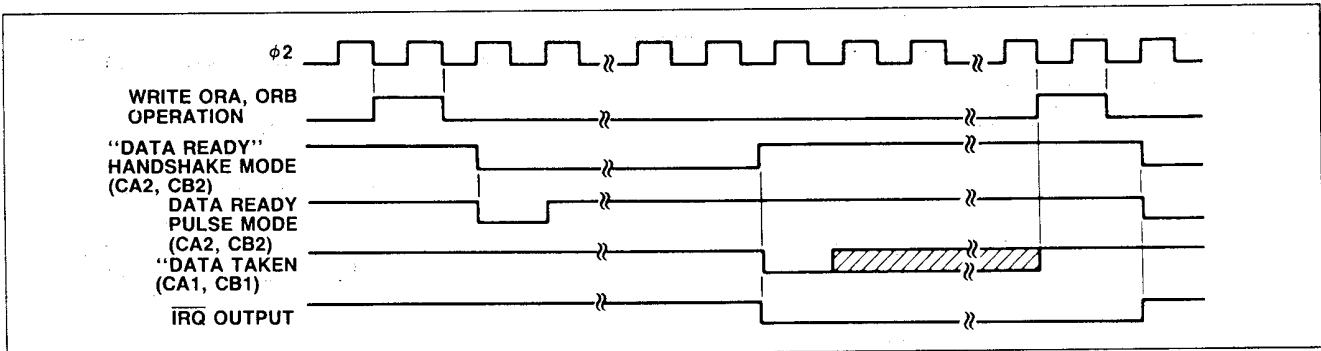 ϕ2
WRITE ORA, ORB
OPERATION
"DATA READY"
HANDSHAKE MODE
(CA2, CB2)
DATA READY
PULSE MODE
(CA2, CB2)
"DATA TAKEN
(CA1, CB1)
IRQ OUTPUT